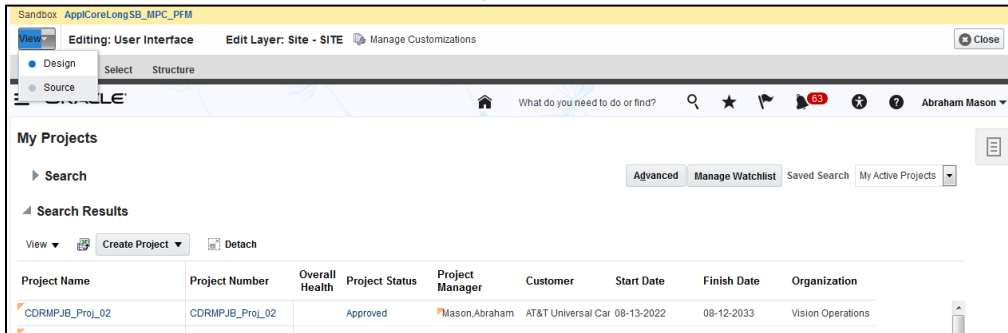 Sandbox ApplCoreLongSB_MPC_PFM
View Editing: User Interface Edit Layer: Site - SITE Manage Customizations Close
Design
Select Structure
Source
ORACLE What do you need to do or find? 63 Abraham Mason
My Projects
Search Advanced Manage Watchlist Saved Search My Active Projects
Search Results
View Create Project Detach
Project Name Project Number Overall Health Project Status Project Manager Customer Start Date Finish Date Organization
CDRMPJB_Proj_02 CDRMPJB_Proj_02 Approved Mason,Abraham AT&T Universal Car 08-13-2022 08-12-2033 Vision Operations